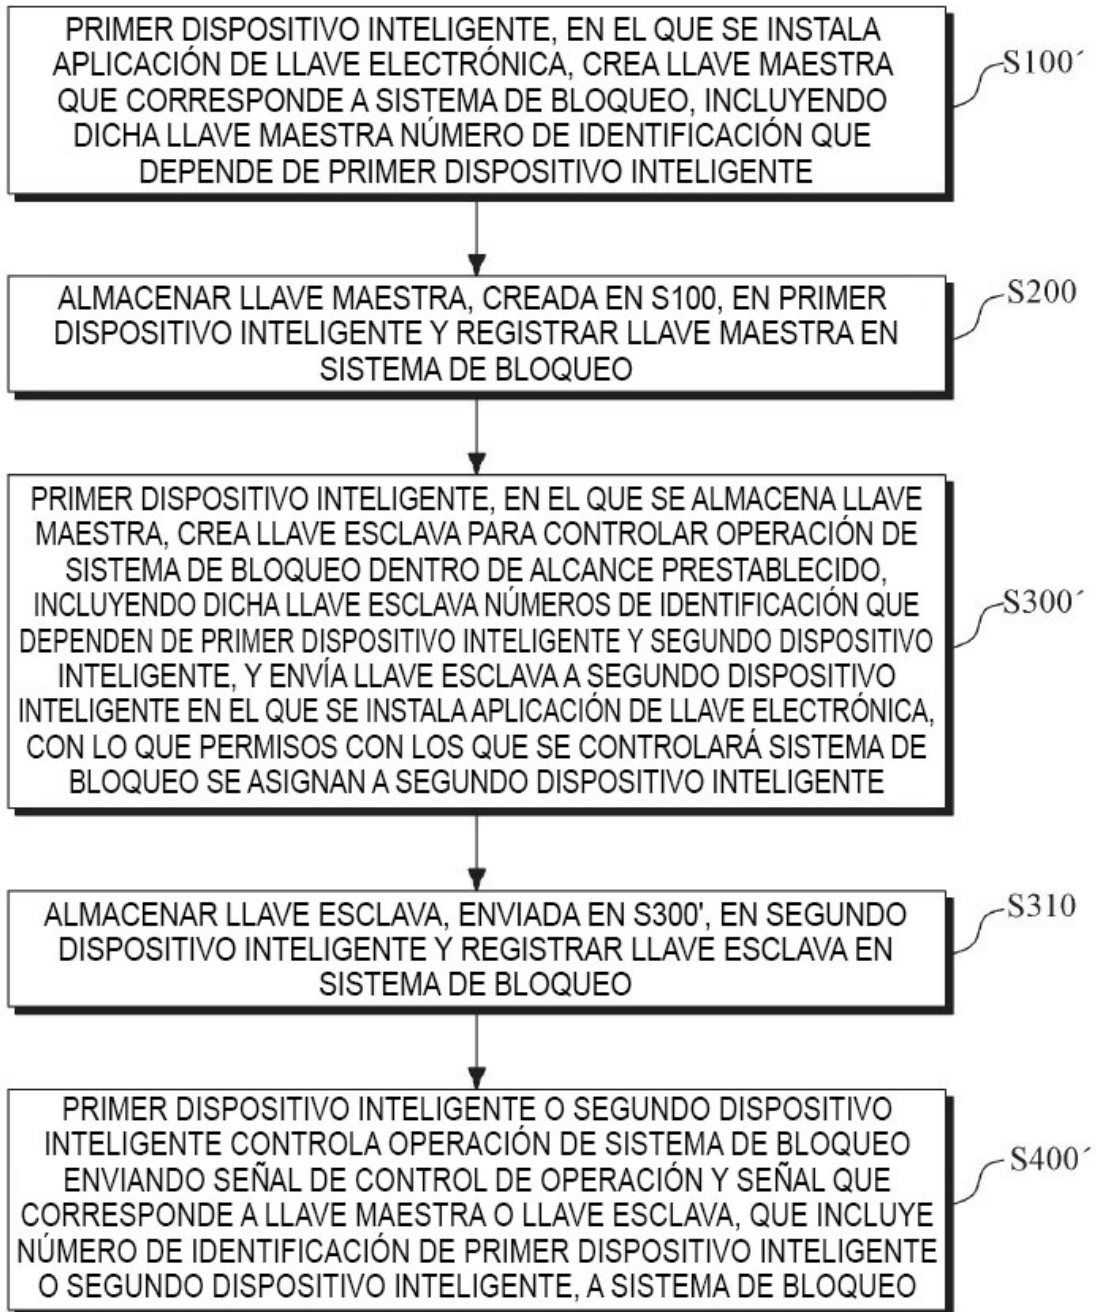 PRIMER DISPOSITIVO INTELIGENTE, EN EL QUE SE INSTALA
APLICACIÓN DE LLAVE ELECTRÓNICA, CREA LLAVE MAESTRA
QUE CORRESPONDE A SISTEMA DE BLOQUEO, INCLUYENDO
DICHA LLAVE MAESTRA NÚMERO DE IDENTIFICACIÓN QUE
DEPENDE DE PRIMER DISPOSITIVO INTELIGENTE
S100´
ALMACENAR LLAVE MAESTRA, CREADA EN S100, EN PRIMER
DISPOSITIVO INTELIGENTE Y REGISTRAR LLAVE MAESTRA EN
SISTEMA DE BLOQUEO
S200
PRIMER DISPOSITIVO INTELIGENTE, EN EL QUE SE ALMACENA LLAVE
MAESTRA, CREA LLAVE ESCLAVA PARA CONTROLAR OPERACIÓN DE
SISTEMA DE BLOQUEO DENTRO DE ALCANCE PRESTABLECIDO,
INCLUYENDO DICHA LLAVE ESCLAVA NÚMEROS DE IDENTIFICACIÓN QUE
DEPENDEN DE PRIMER DISPOSITIVO INTELIGENTE Y SEGUNDO DISPOSITIVO
INTELIGENTE, Y ENVÍA LLAVE ESCLAVA A SEGUNDO DISPOSITIVO
INTELIGENTE EN EL QUE SE INSTALA APLICACIÓN DE LLAVE ELECTRÓNICA,
CON LO QUE PERMISOS CON LOS QUE SE CONTROLARÁ SISTEMA DE
BLOQUEO SE ASIGNAN A SEGUNDO DISPOSITIVO INTELIGENTE
S300´
ALMACENAR LLAVE ESCLAVA, ENVIADA EN S300', EN SEGUNDO
DISPOSITIVO INTELIGENTE Y REGISTRAR LLAVE ESCLAVA EN
SISTEMA DE BLOQUEO
S310
PRIMER DISPOSITIVO INTELIGENTE O SEGUNDO DISPOSITIVO
INTELIGENTE CONTROLA OPERACIÓN DE SISTEMA DE BLOQUEO
ENVIANDO SEÑAL DE CONTROL DE OPERACIÓN Y SEÑAL QUE
CORRESPONDE A LLAVE MAESTRA O LLAVE ESCLAVA, QUE INCLUYE
NÚMERO DE IDENTIFICACIÓN DE PRIMER DISPOSITIVO INTELIGENTE
O SEGUNDO DISPOSITIVO INTELIGENTE, A SISTEMA DE BLOQUEO
S400´